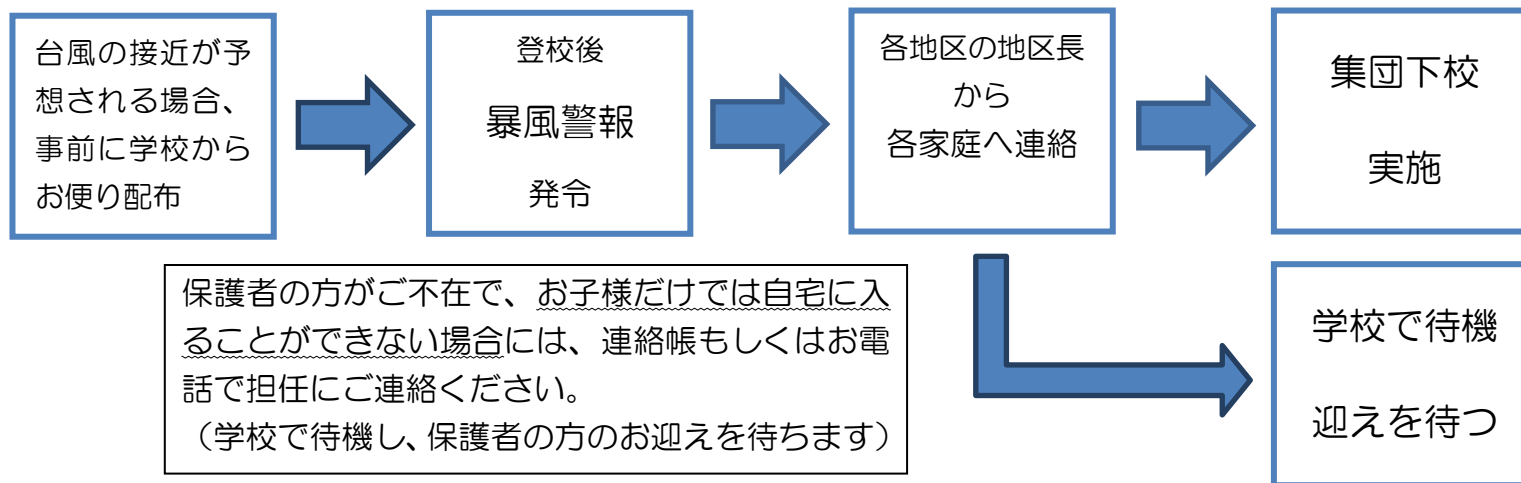 台風の接近が予
想される場合、
事前に学校から
お便り配布
登校後
暴風警報
発令
各地区の地区長
から
各家庭へ連絡
集団下校
実施
保護者の方がご不在で、お子様だけでは自宅に入
ることができない場合には、連絡帳もしくはお電
話で担任にご連絡ください。
（学校で待機し、保護者の方のお迎えを待ちます）
学校で待機
迎えを待つ